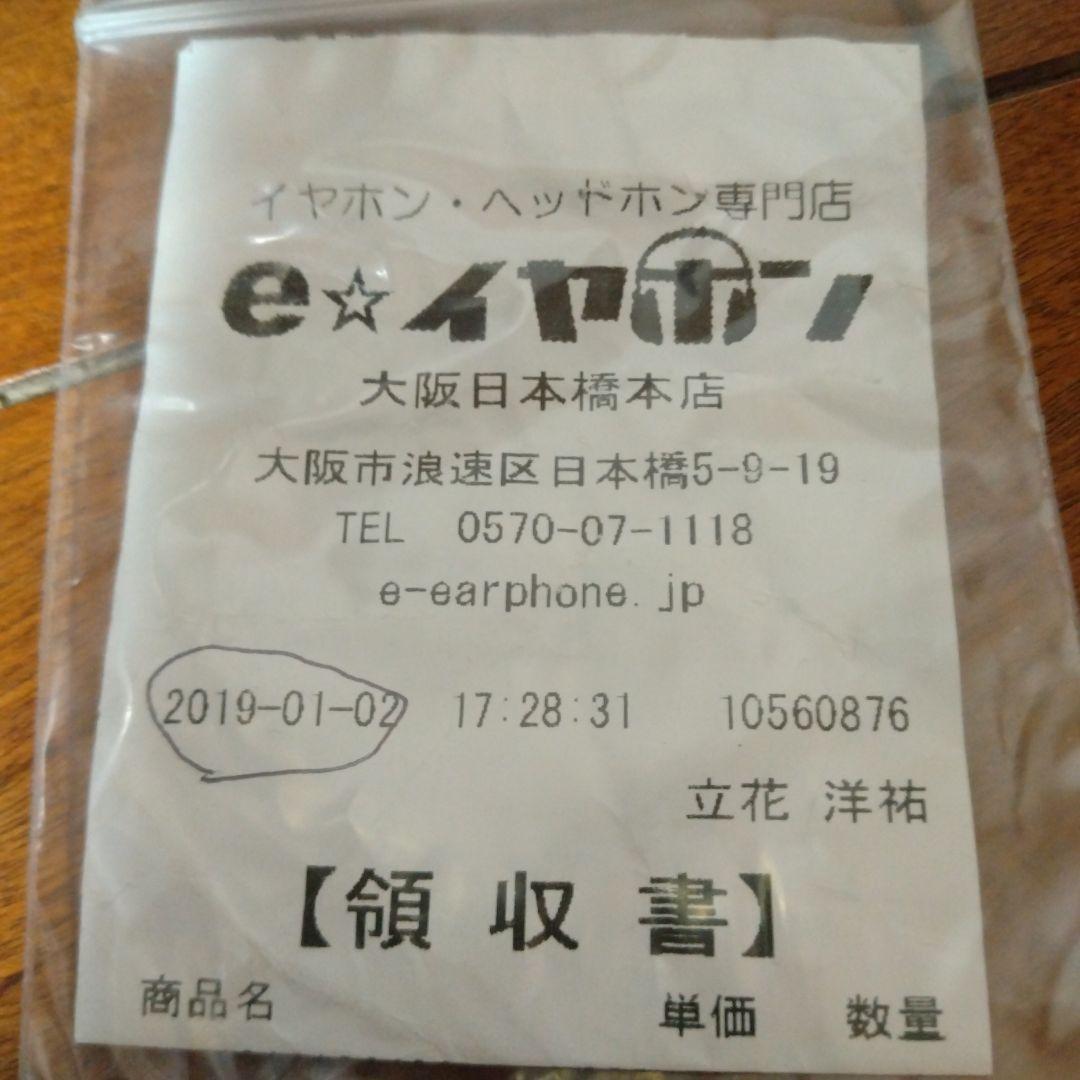 イヤホン・ヘッドホン専門店
e☆イヤホン
大阪日本橋本店
大阪市浪速区日本橋5-9-19
TEL 0570-07-1118
e-earphone.jp
2019-01-02 17:28:31 10560876
立花 洋祐
【領収書】
商品名 単価 数量